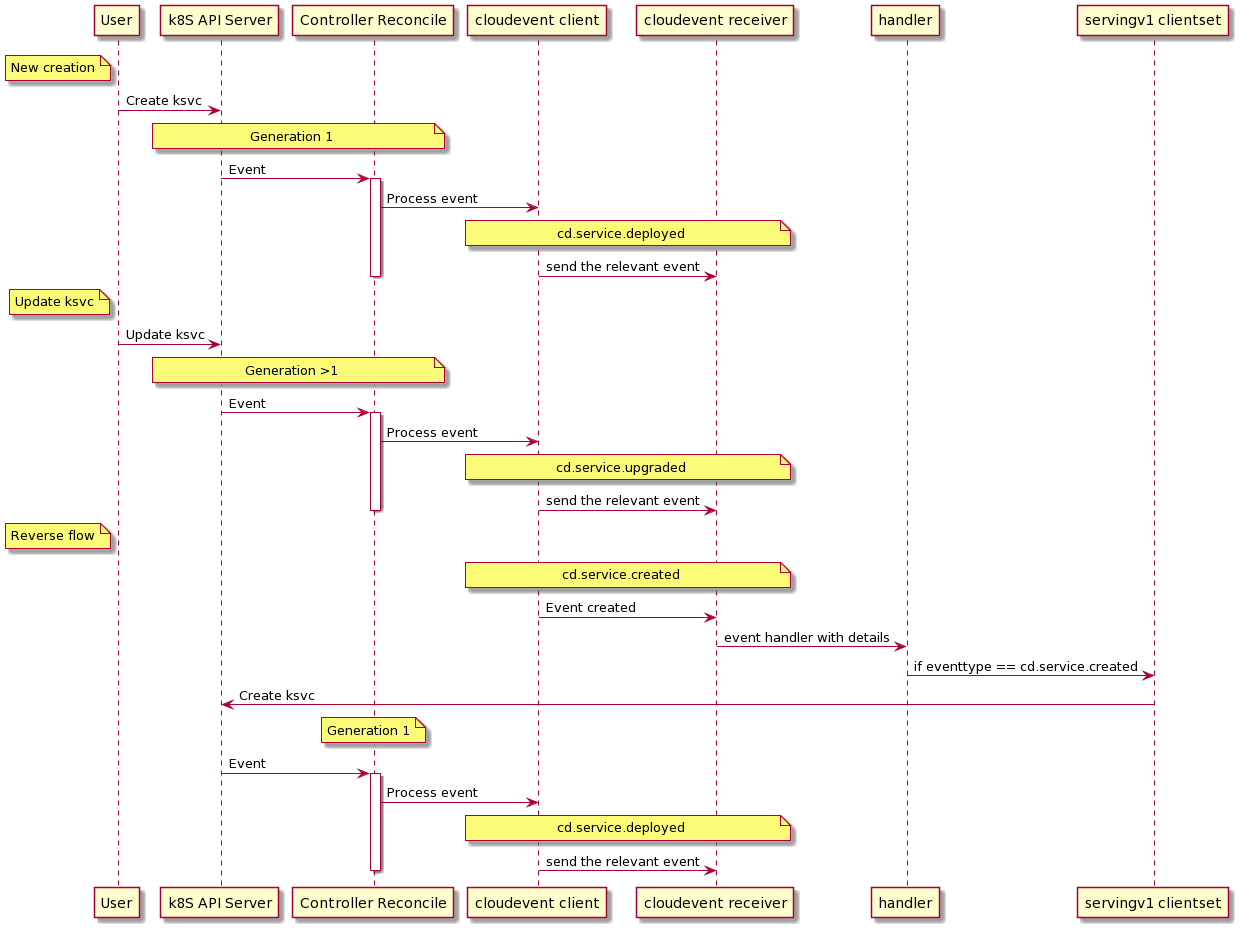 User
k8S API Server
Controller Reconcile
cloudevent client
cloudevent receiver
handler
servingv1 clientset
New creation
Create ksvc
Generation 1
Event
Process event
cd.service.deployed
send the relevant event
Update ksvc
Update ksvc
Generation >1
Event
Process event
cd.service.upgraded
send the relevant event
Reverse flow
cd.service.created
Event created
event handler with details
if eventtype == cd.service.created
Create ksvc
Generation 1
Event
Process event
cd.service.deployed
send the relevant event
User
k8S API Server
Controller Reconcile
cloudevent client
cloudevent receiver
handler
servingv1 clientset